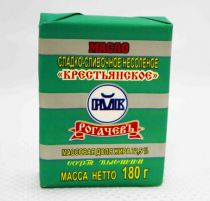 МАСЛО
СЛАДКО-СЛИВОЧНОЕ НЕСОЛЕНОЕ
«КРЕСТЬЯНСКОЕ»
РОГАЧЕВЪ
МАССОВАЯ ДОЛЯ ЖИРА 72,5%
сорт высший
МАССА НЕТТО 180 г